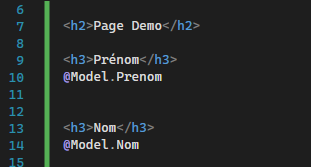 6
7 <h2>Page Demo</h2>
8
9 <h3>Prénom</h3>
10 @Model.Prenom
11
12
13 <h3>Nom</h3>
14 @Model.Nom
15